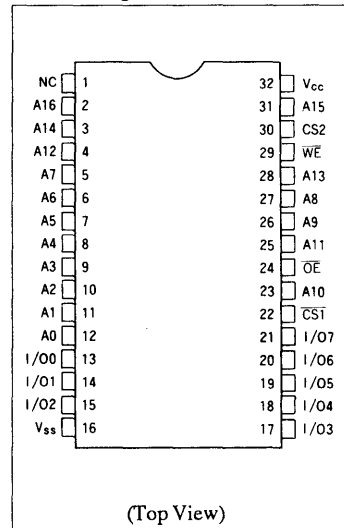 NC 1 32 Vcc
A16 2 31 A15
A14 3 30 CS2
A12 4 29 WE
A7 5 28 A13
A6 6 27 A8
A5 7 26 A9
A4 8 25 A11
A3 9 24 OE
A2 10 23 A10
A1 11 22 CS1
A0 12 21 I/O7
I/O0 13 20 I/O6
I/O1 14 19 I/O5
I/O2 15 18 I/O4
Vss 16 17 I/O3
(Top View)